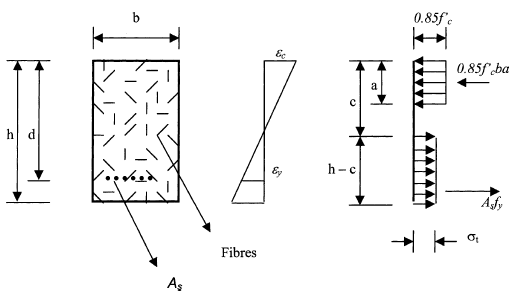 b
h
d
Fibres
As
εc
εy
0.85f'c
a
0.85f'cba
c
h – c
Asfy
σt